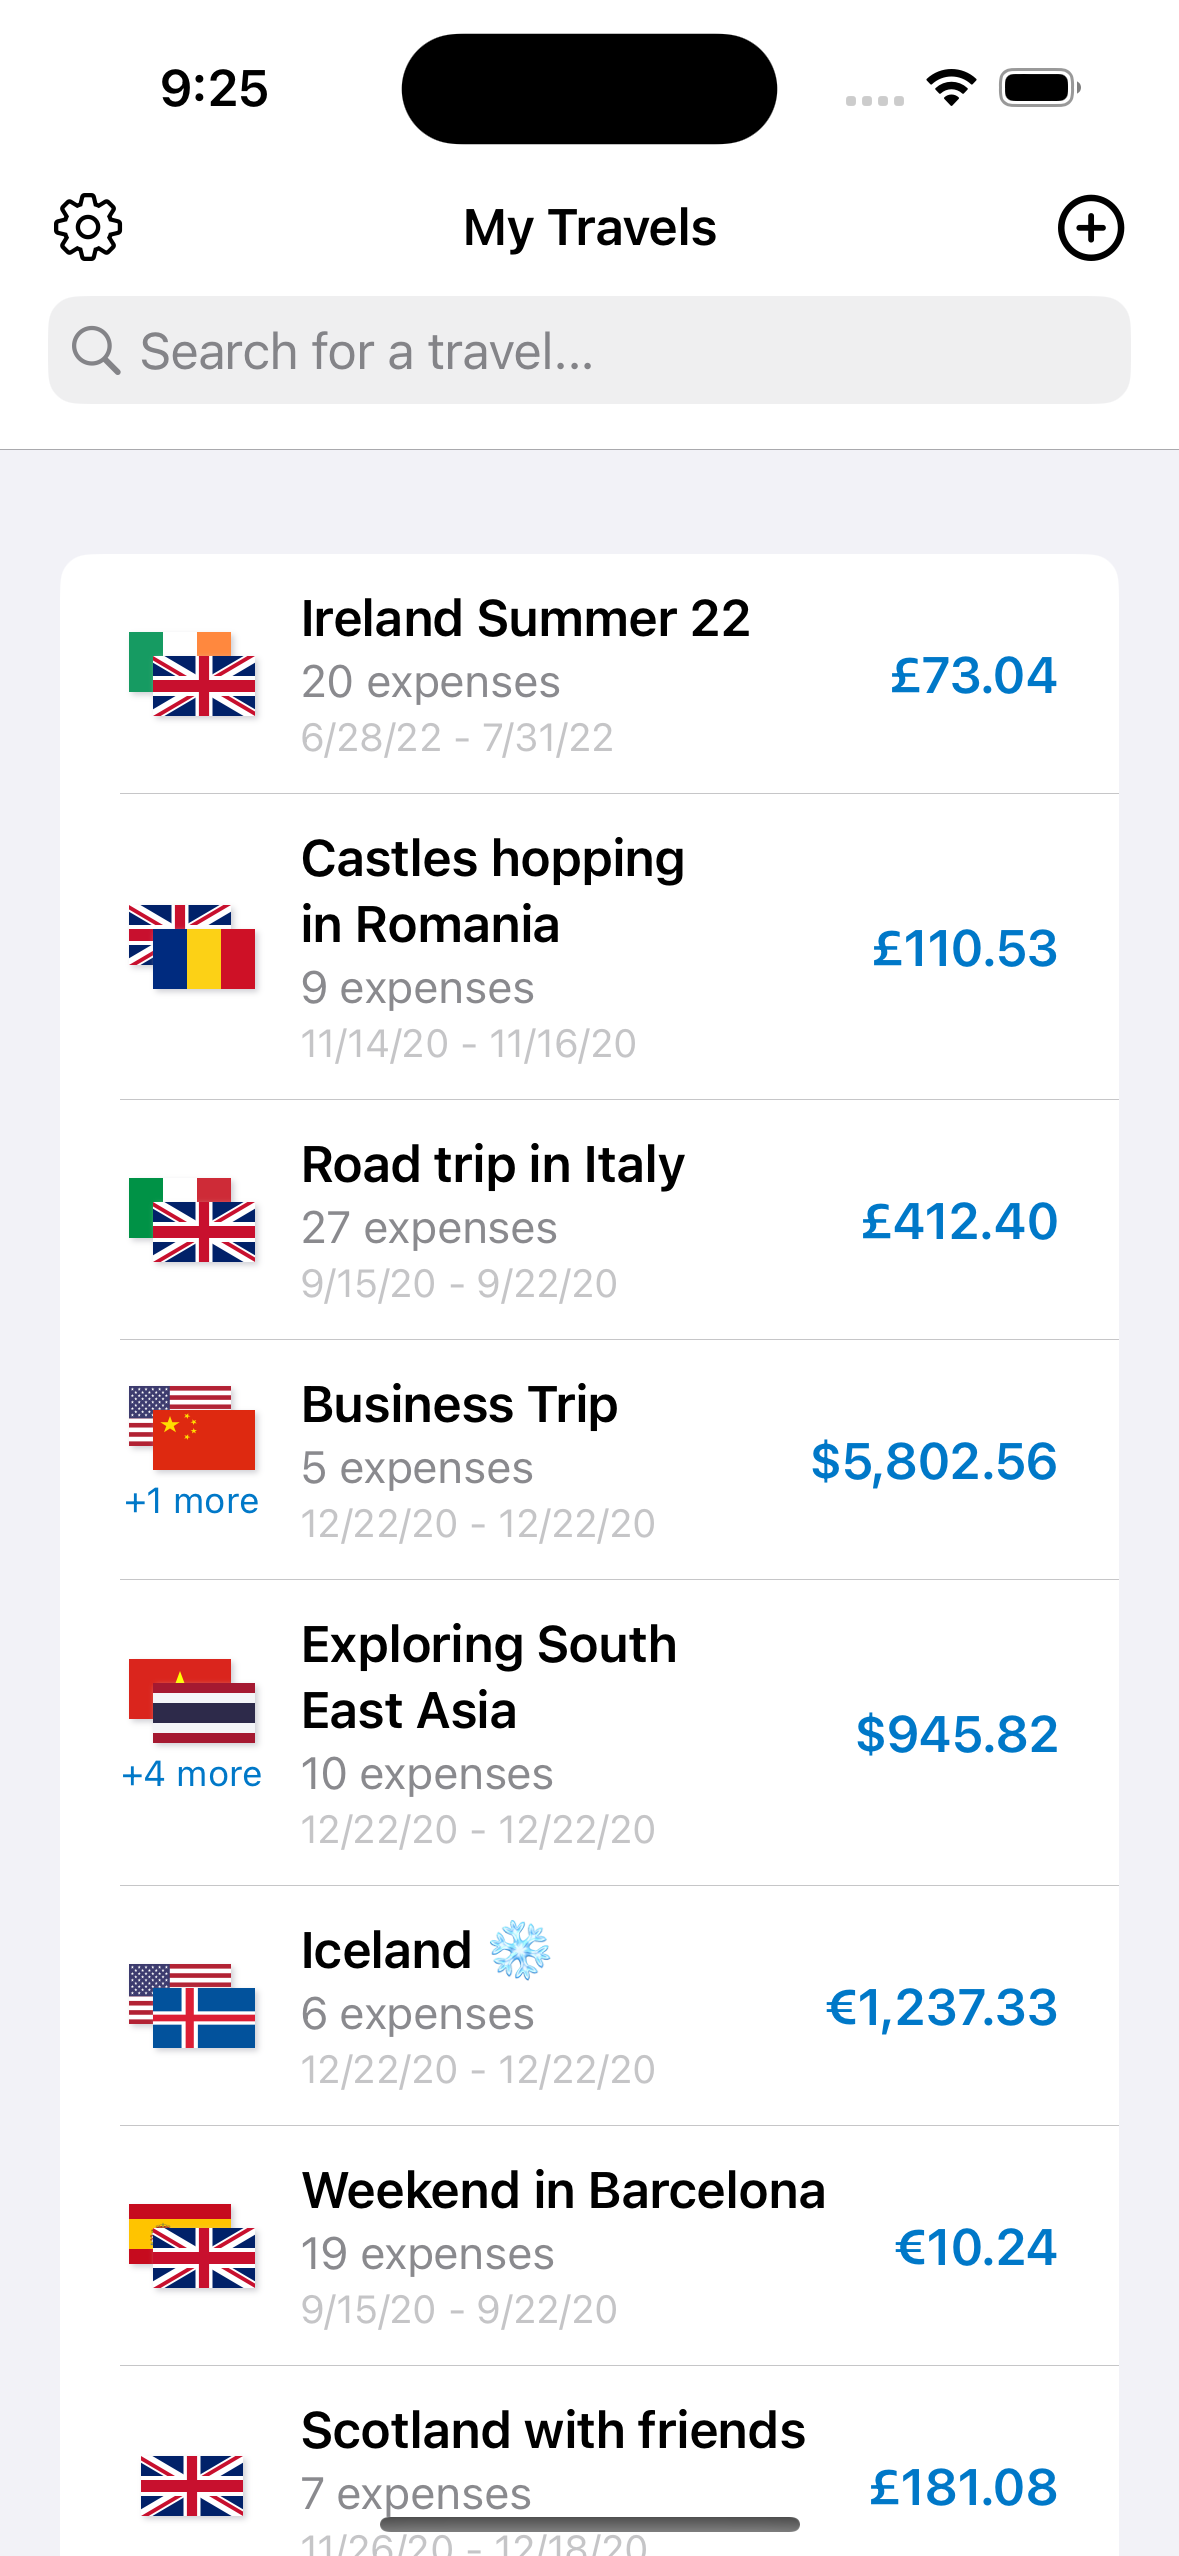 9:25
My Travels
Search for a travel...
Ireland Summer 22
20 expenses
6/28/22 - 7/31/22
£73.04
Castles hopping
in Romania
9 expenses
11/14/20 - 11/16/20
£110.53
Road trip in Italy
27 expenses
9/15/20 - 9/22/20
£412.40
+1 more
Business Trip
5 expenses
12/22/20 - 12/22/20
$5,802.56
+4 more
Exploring South
East Asia
10 expenses
12/22/20 - 12/22/20
$945.82
Iceland ❄️
6 expenses
12/22/20 - 12/22/20
€1,237.33
Weekend in Barcelona
19 expenses
9/15/20 - 9/22/20
€10.24
Scotland with friends
7 expenses
11/26/20 - 12/18/20
£181.08